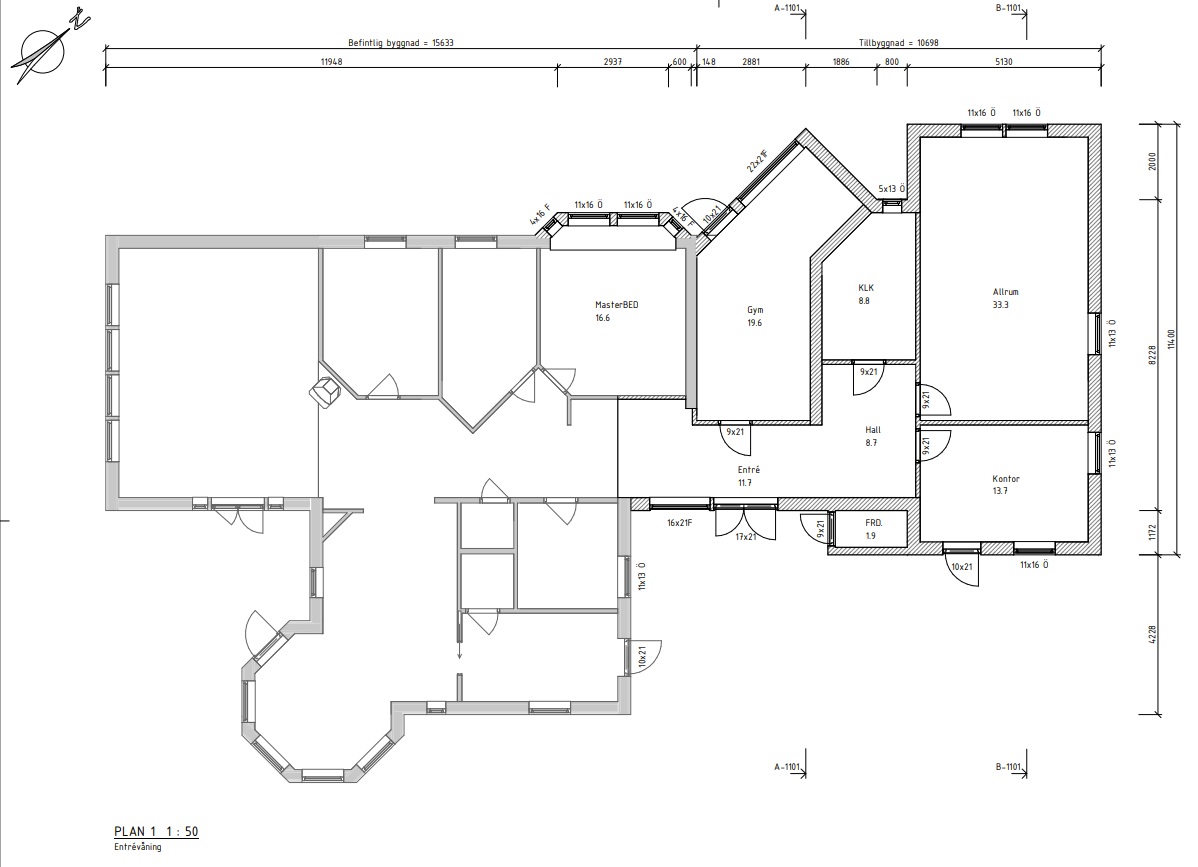 N
A-1101
B-1101
Befintlig byggnad = 15633
Tillbyggnad = 10698
11948
2937
600
148
2881
1886
800
5130
11x16 Ö
11x16 Ö
2000
22x21F
5x13 Ö
4x16 F
11x16 Ö
11x16 Ö
4x16 F
10x21
KLK
8.8
Allrum
33.3
MasterBED
16.6
Gym
19.6
11x13 Ö
8228
11400
9x21
9x21
9x21
Hall
8.7
9x21
11x13 Ö
Entré
11.7
Kontor
13.7
16x21F
17x21
9x21
FRD.
1.9
1172
10x21
11x16 Ö
11x13 Ö
10x21
4228
A-1101
B-1101
PLAN 1 1 : 50
Entrévåning